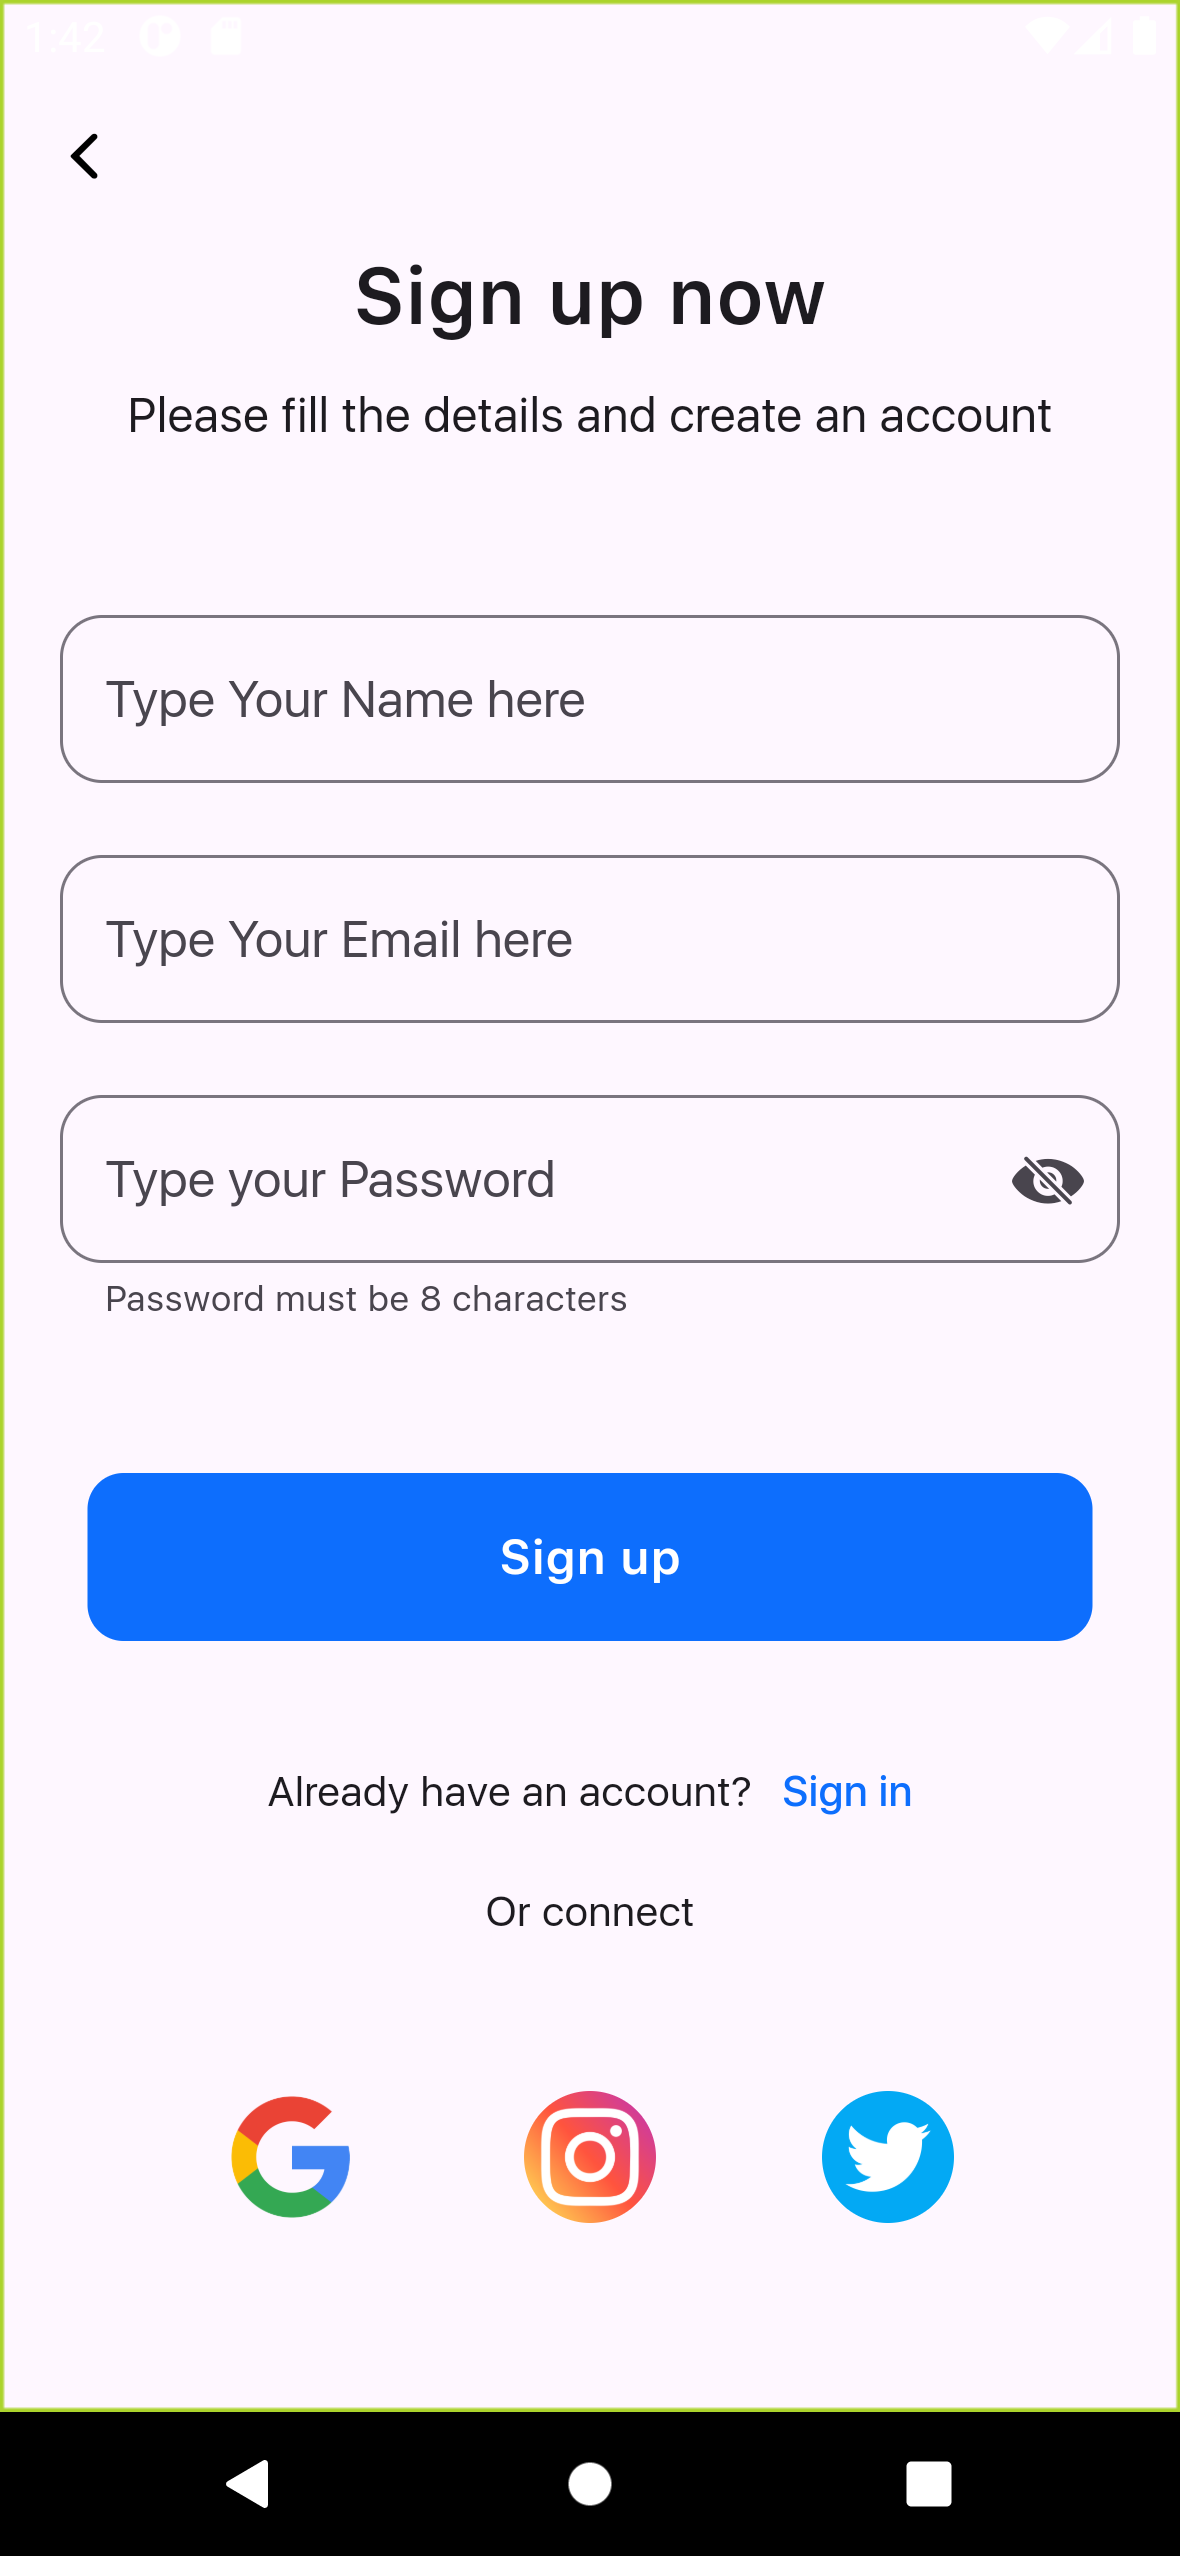 1:42
Sign up now
Please fill the details and create an account
Type Your Name here
Type Your Email here
Type your Password
Password must be 8 characters
Sign up
Already have an account? Sign in
Or connect